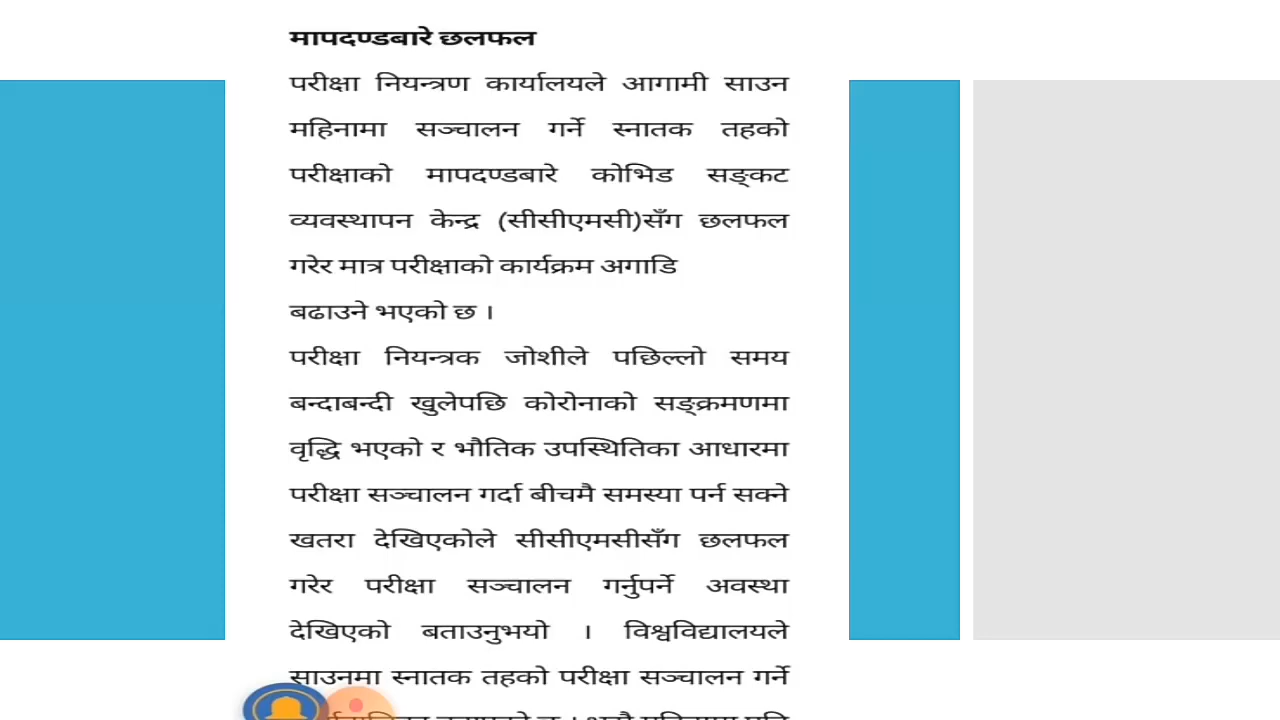 मापदण्डबारे छलफल
परीक्षा नियन्त्रण कार्यालयले आगामी साउन
महिनामा सञ्चालन गर्ने स्नातक तहको
परीक्षाको मापदण्डबारे कोभिड सङ्कट
व्यवस्थापन केन्द्र (सीसीएमसी)सँग छलफल
गरेर मात्र परीक्षाको कार्यक्रम अगाडि
बढाउने भएको छ ।
परीक्षा नियन्त्रक जोशीले पछिल्लो समय
बन्दाबन्दी खुलेपछि कोरोनाको सङ्क्रमणमा
वृद्धि भएको र भौतिक उपस्थितिका आधारमा
परीक्षा सञ्चालन गर्दा बीचमै समस्या पर्न सक्ने
खतरा देखिएकोले सीसीएमसीसँग छलफल
गरेर परीक्षा सञ्चालन गर्नुपर्ने अवस्था
देखिएको बताउनुभयो । विश्वविद्यालयले
साउनमा स्नातक तहको परीक्षा सञ्चालन गर्ने